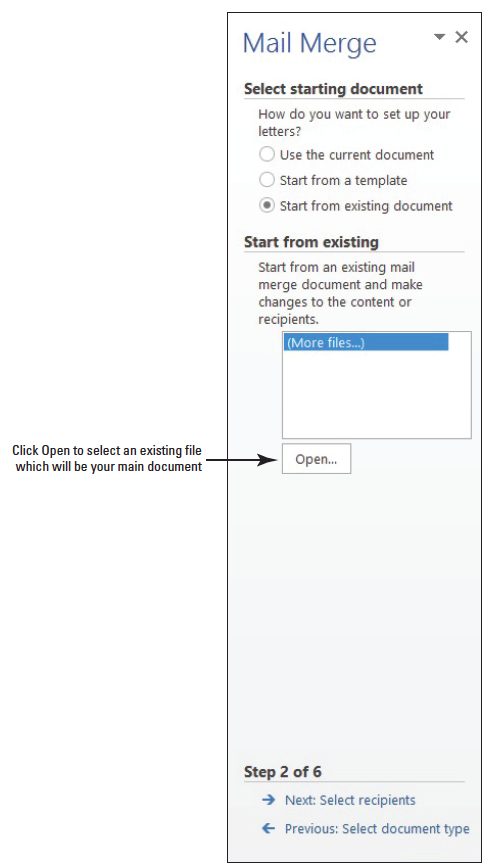 Mail Merge
Select starting document
How do you want to set up your
letters?
Use the current document
Start from a template
Start from existing document
Start from existing
Start from an existing mail
merge document and make
changes to the content or
recipients.
(More files...)
Click Open to select an existing file
which will be your main document
Open...
Step 2 of 6
Next: Select recipients
Previous: Select document type